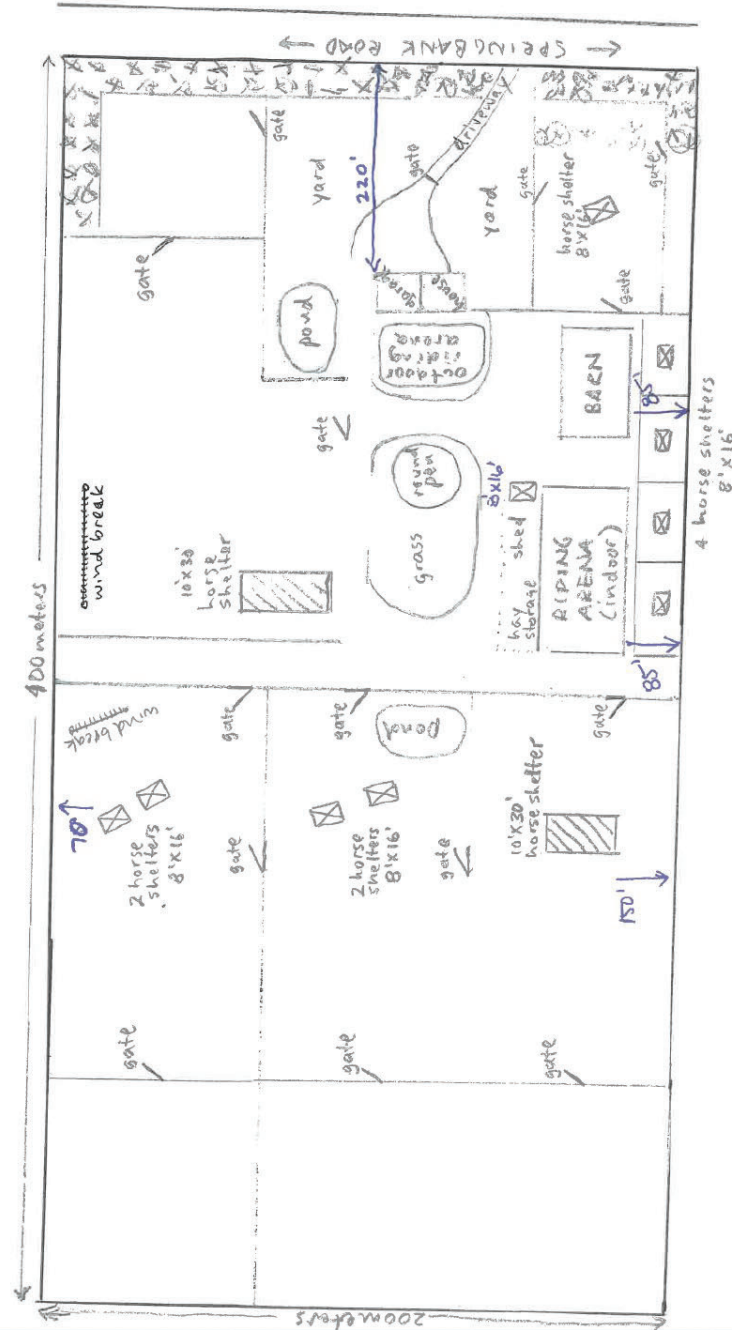 ← SPRINGBANK ROAD →
gate
yard
220'
gate
driveway
yard
gate
horse shelter
8'x16'
gate
gate
garage
house
gate
pond
outdoor
riding
arena
BARN
85'
gate
round
pen
8'x16'
4 horse shelters
8'x16'
wind break
10'x30'
horse
shelter
grass
hay shed
storage
RIDING
ARENA
(indoor)
85'
400 meters
wind break
gate
gate
Pond
gate
70'
2 horse
shelters
8'x16'
gate
2 horse
shelters
8'x16'
gate
10'x30'
horse shelter
150'
gate
gate
gate
200 meters